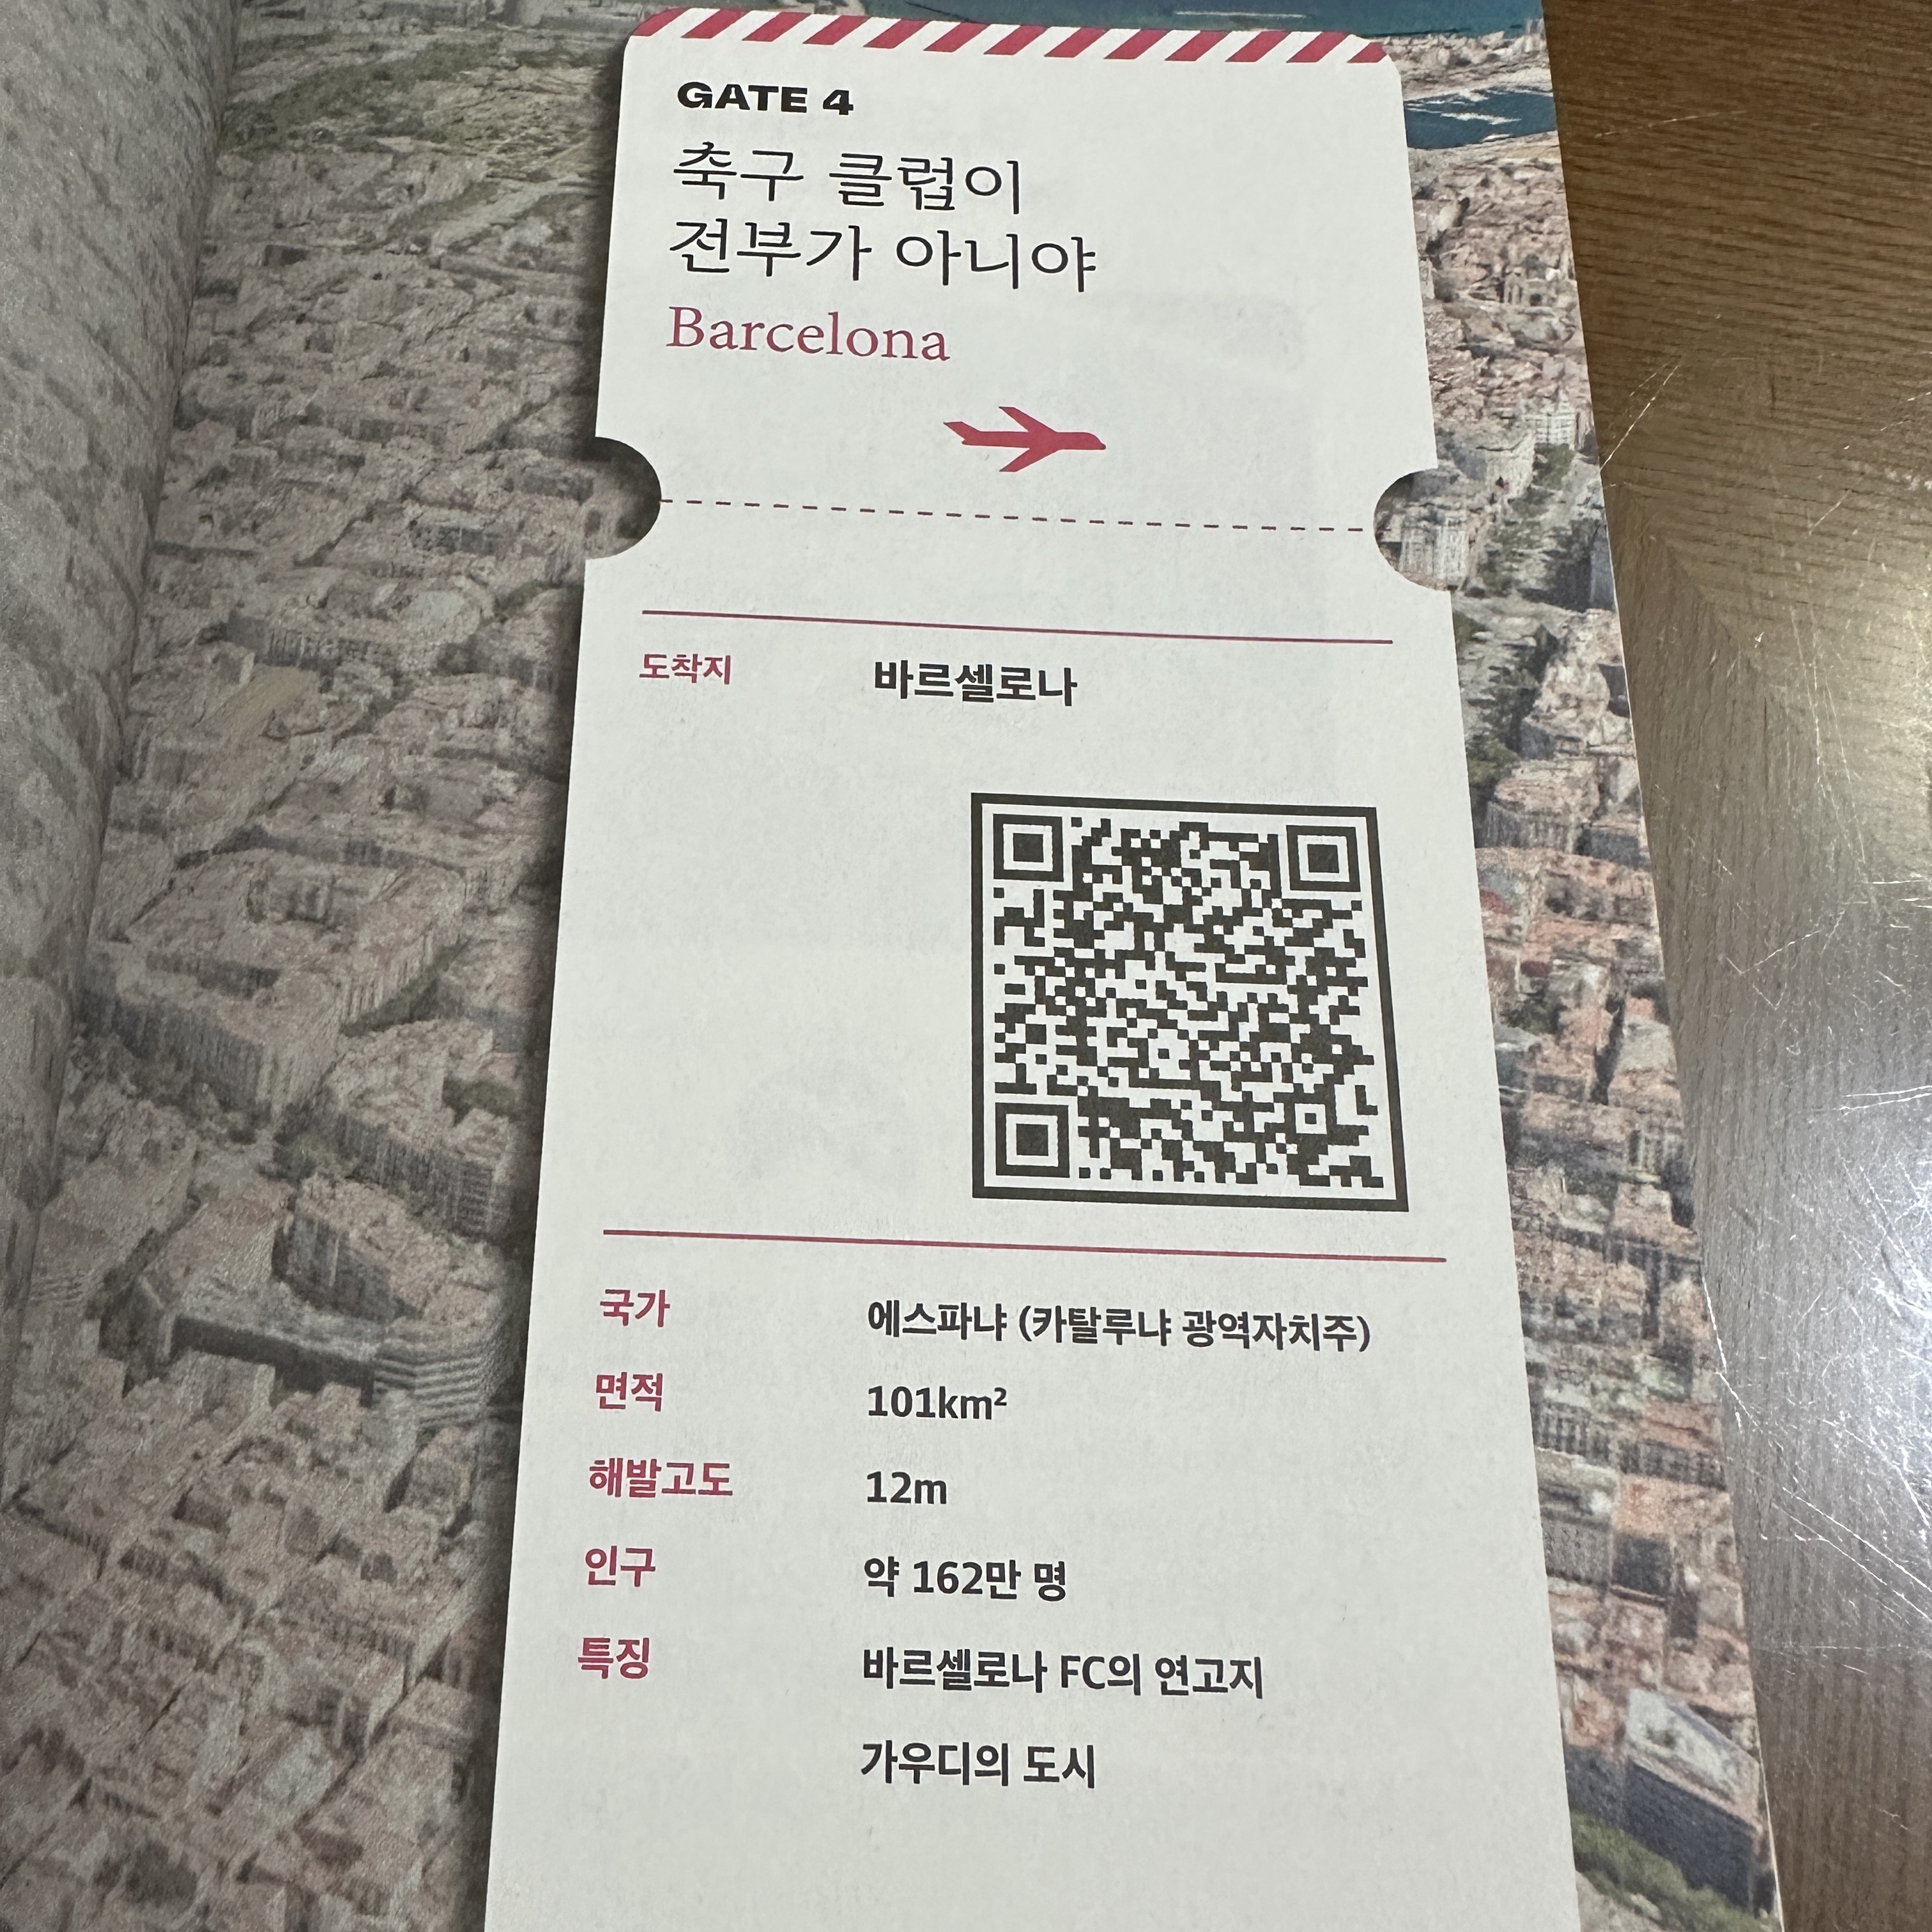 GATE 4
축구 클럽이
전부가 아니야
Barcelona
도착지 바르셀로나
국가 에스파냐 (카탈루냐 광역자치주)
면적 101km²
해발고도 12m
인구 약 162만 명
특징 바르셀로나 FC의 연고지
가우디의 도시